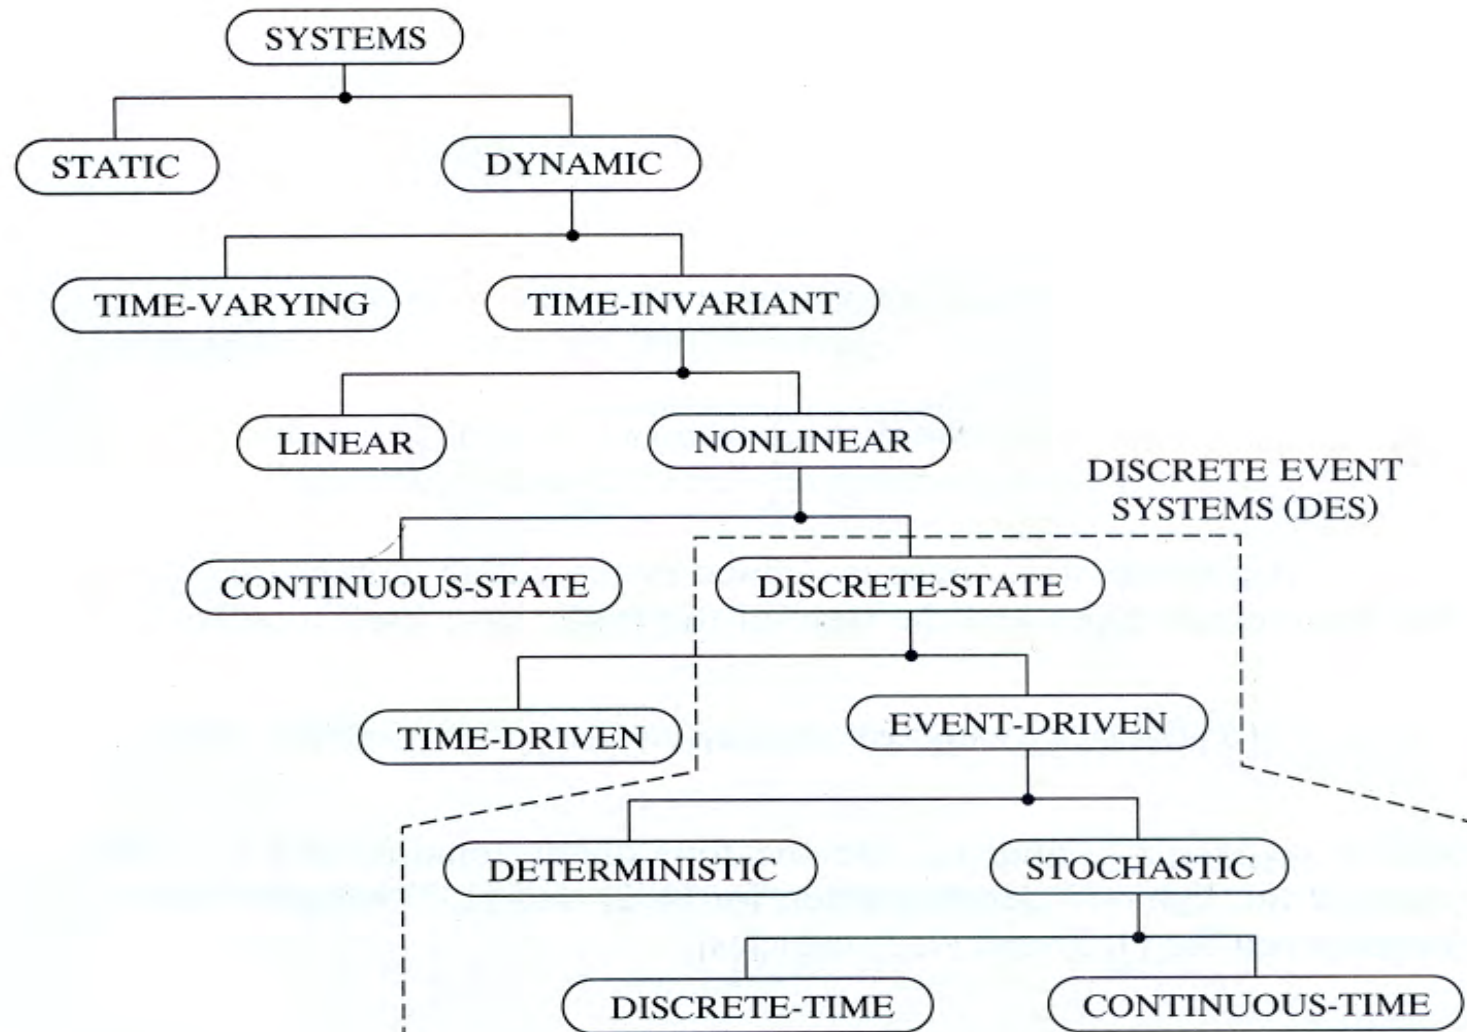 SYSTEMS
STATIC
DYNAMIC
TIME-VARYING
TIME-INVARIANT
LINEAR
NONLINEAR
DISCRETE EVENT
SYSTEMS (DES)
CONTINUOUS-STATE
DISCRETE-STATE
TIME-DRIVEN
EVENT-DRIVEN
DETERMINISTIC
STOCHASTIC
DISCRETE-TIME
CONTINUOUS-TIME